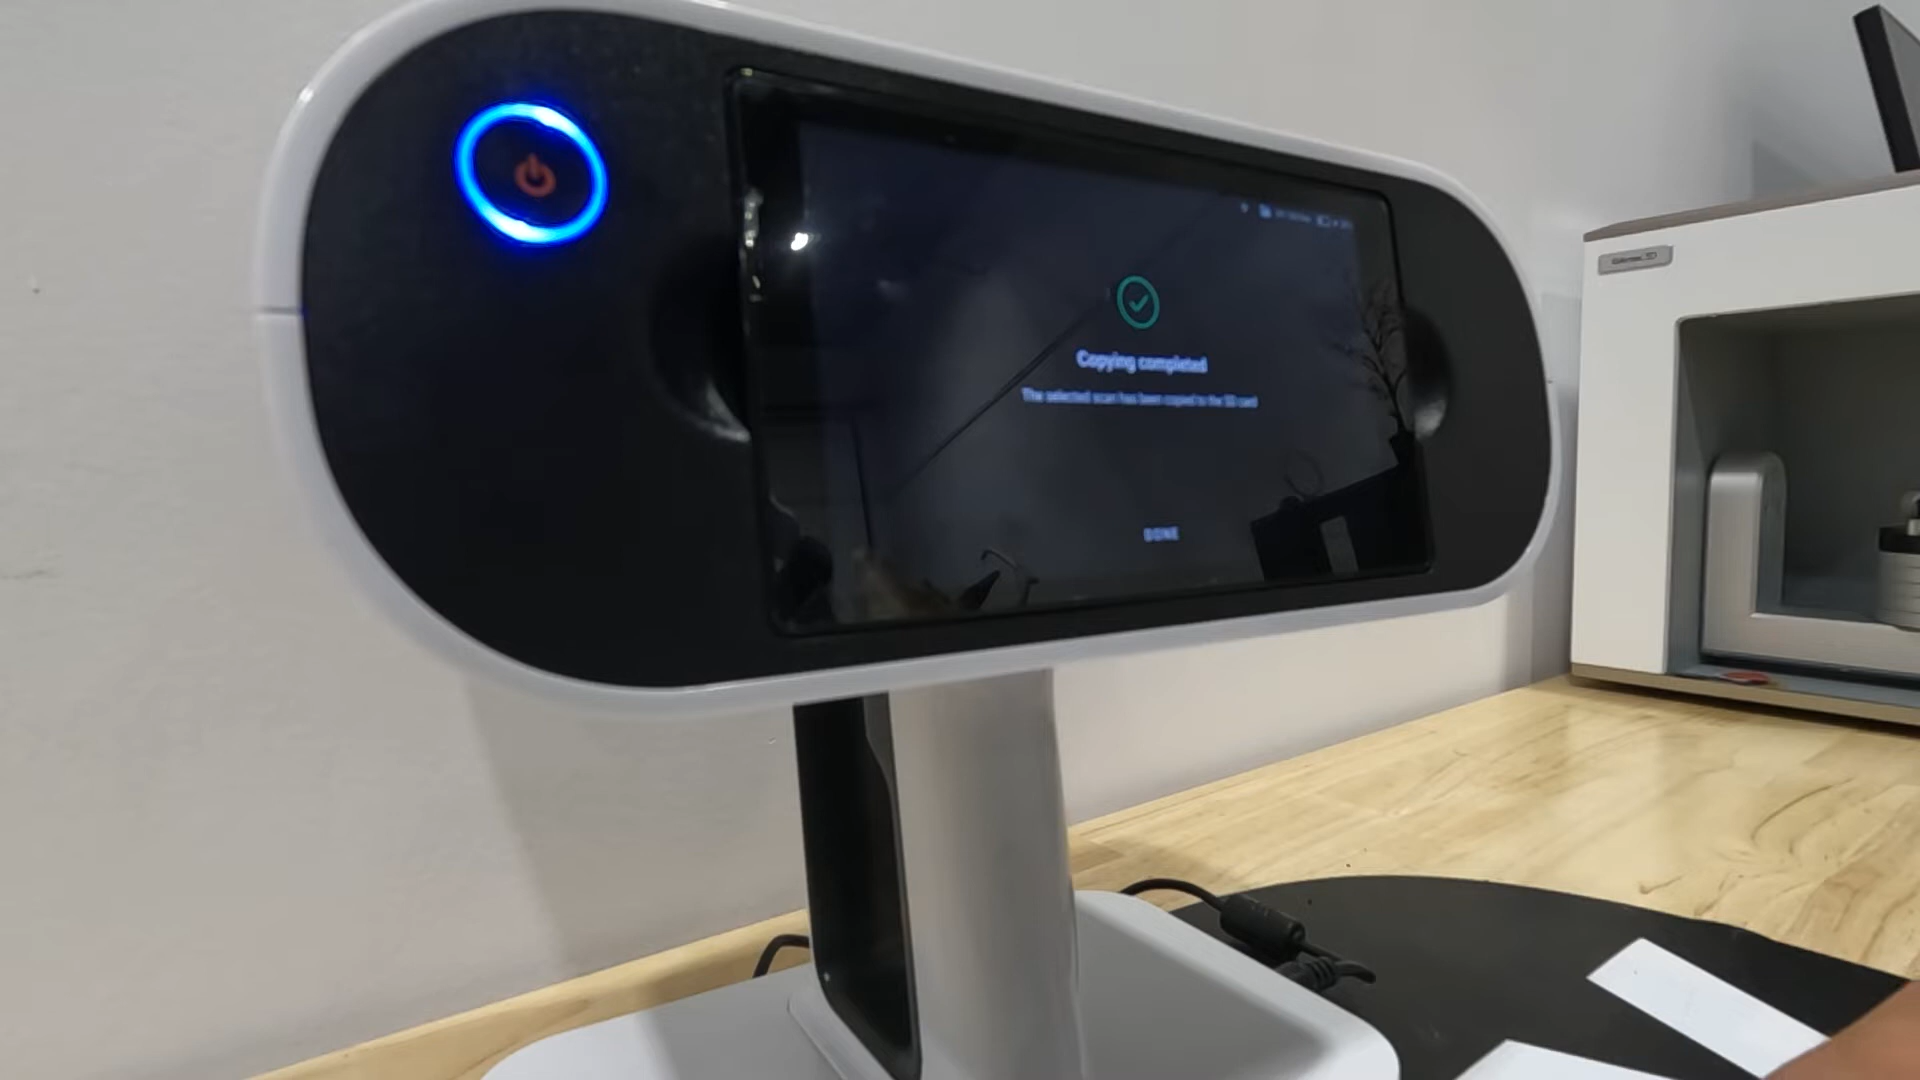 Copying completed
The selected scan has been copied to the SD card
DONE